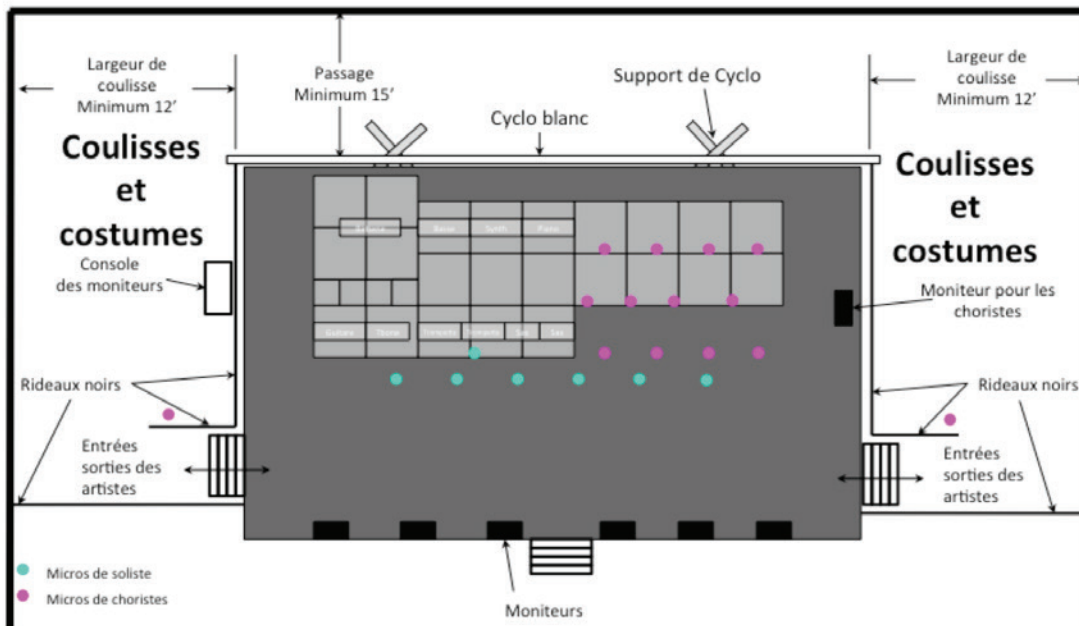 Largeur de
coulisse
Minimum 12’
Passage
Minimum 15’
Support de Cyclo
Largeur de
coulisse
Minimum 12’
Cyclo blanc
Coulisses
et
costumes
Coulisses
et
costumes
Batterie
Basse
Synth
Piano
Console
des moniteurs
Moniteur pour les
choristes
Guitare
Trompette
Sax
Sax
Rideaux noirs
Rideaux noirs
Entrées
sorties des
artistes
Entrées
sorties des
artistes
Micros de soliste
Micros de choristes
Moniteurs